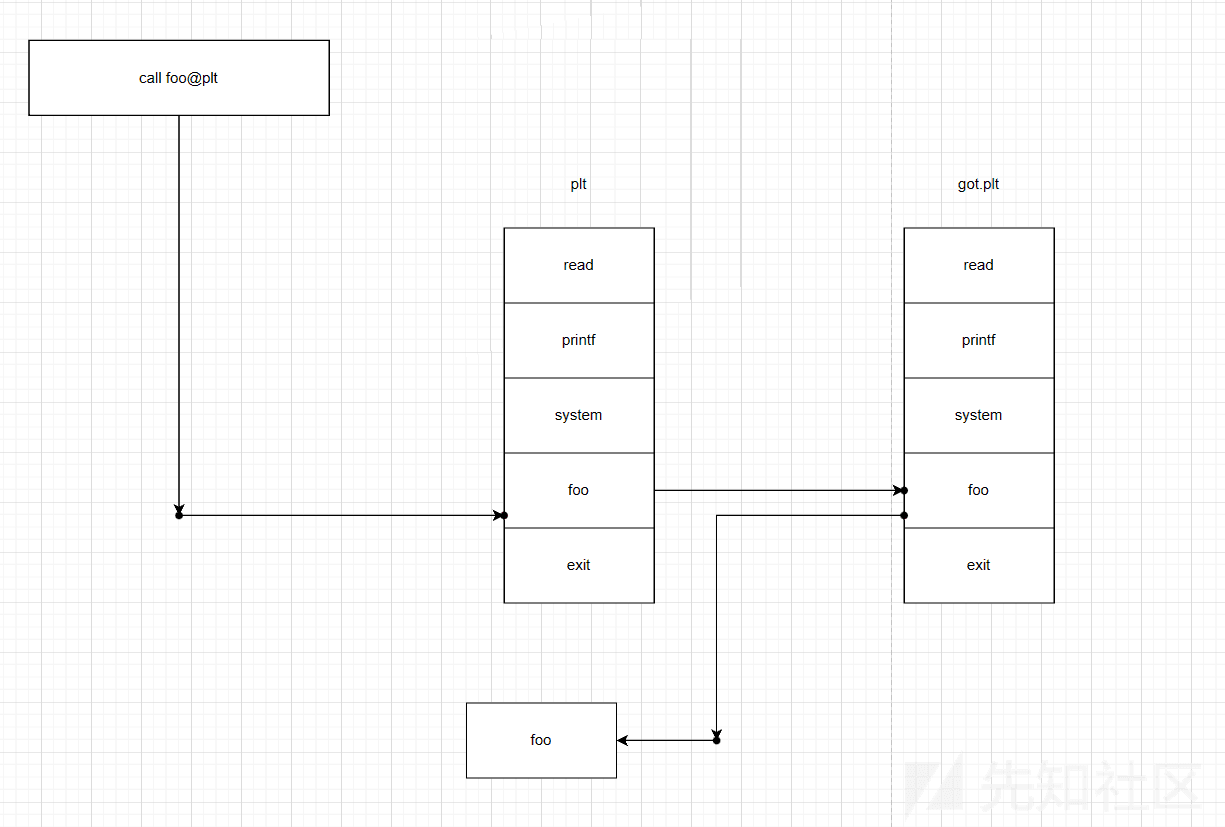 call foo@plt
plt
got.plt
read
printf
system
foo
exit
read
printf
system
foo
exit
foo
先知社区